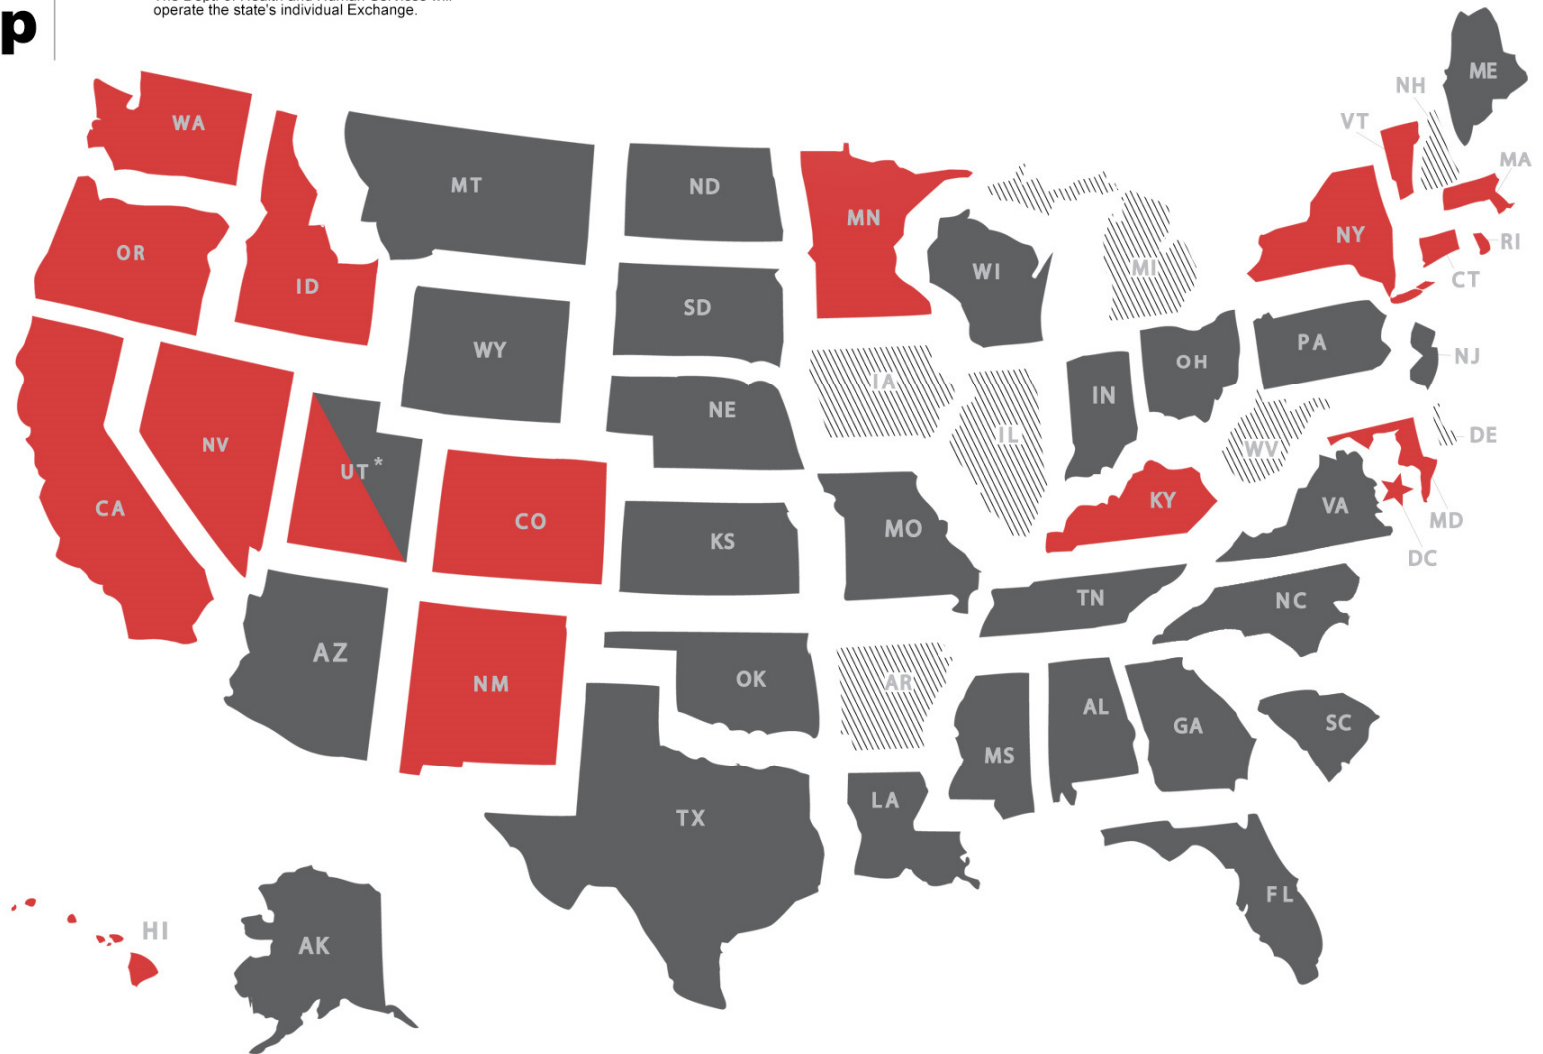 p
operate the state's individual Exchange.
ME
NH
WA
VT
MA
MT
ND
MN
NY
RI
OR
WI
MI
CT
ID
SD
WY
PA
NJ
OH
IA
IN
NE
DE
IL
NV
WV
UT*
KY
VA
CA
CO
MD
MO
KS
DC
TN
NC
AZ
OK
AR
NM
AL
SC
GA
MS
LA
TX
FL
HI
AK